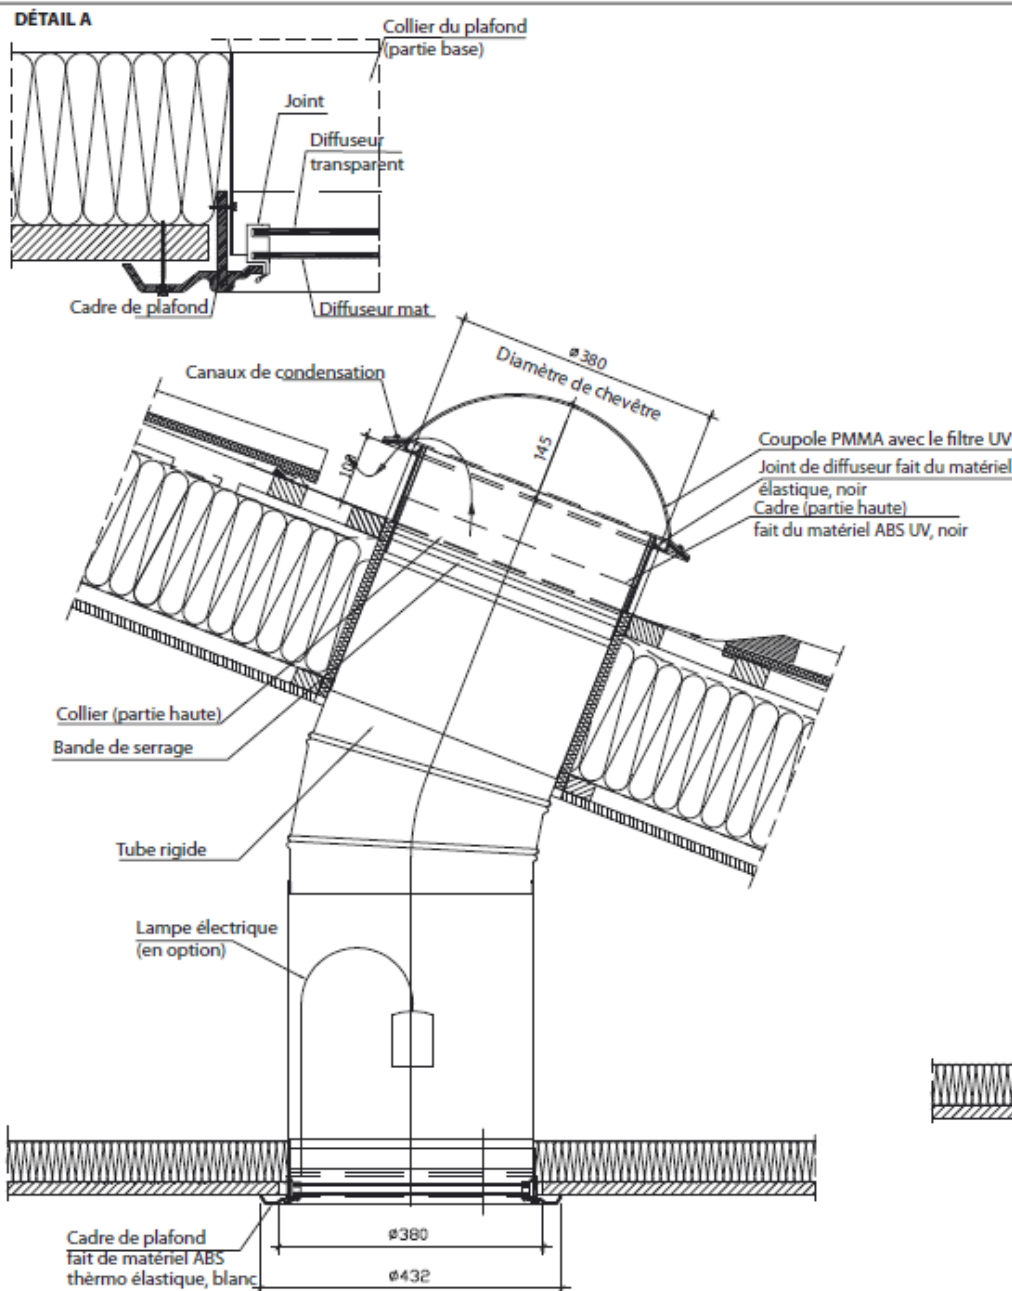 DÉTAIL A
Collier du plafond
(partie base)
Joint
Diffuseur
transparent
Cadre de plafond
Diffuseur mat
ø380
Diamètre de chevêtre
Canaux de condensation
145
100
Coupole PMMA avec le filtre UV
Joint de diffuseur fait du matériel
élastique, noir
Cadre (partie haute)
fait du matériel ABS UV, noir
Collier (partie haute)
Bande de serrage
Tube rigide
Lampe électrique
(en option)
Cadre de plafond
fait de matériel ABS
thèrmo élastique, blanc
ø380
ø432